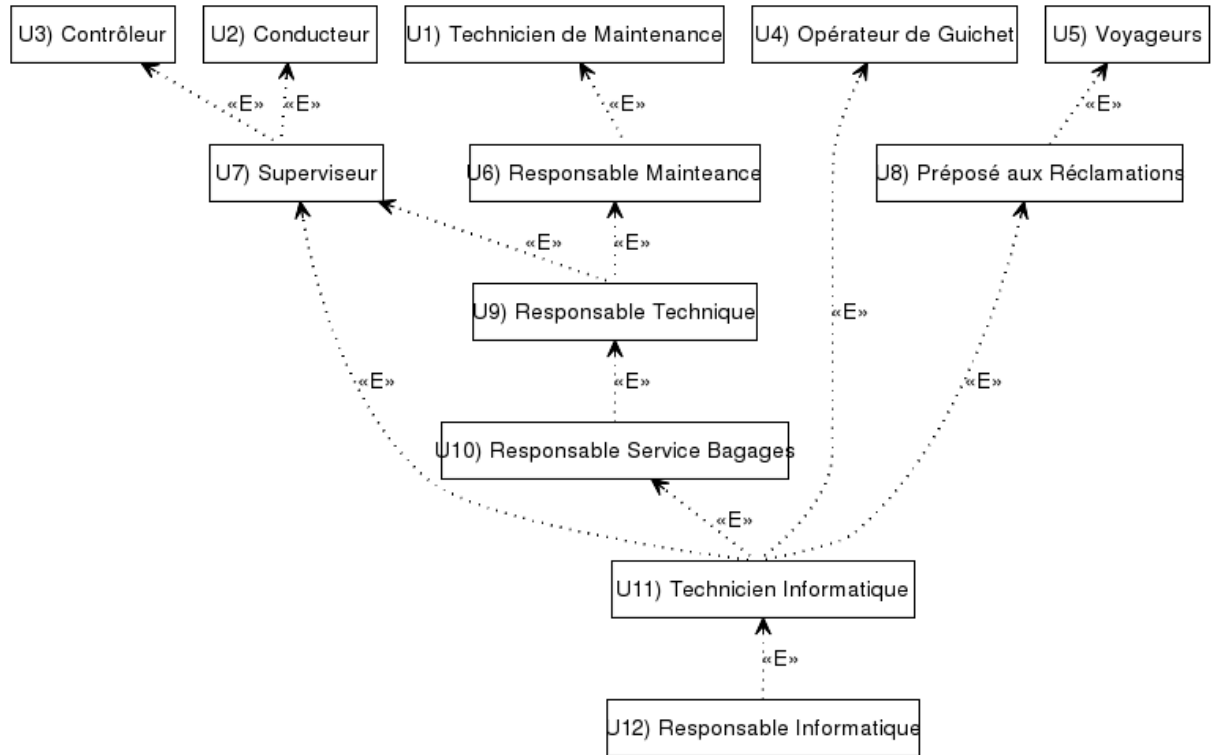 U3) Contrôleur
U2) Conducteur
U1) Technicien de Maintenance
U4) Opérateur de Guichet
U5) Voyageurs
«E»
«E»
«E»
«E»
U7) Superviseur
U6) Responsable Mainteance
U8) Préposé aux Réclamations
«E»
«E»
U9) Responsable Technique
«E»
«E»
«E»
«E»
U10) Responsable Service Bagages
«E»
U11) Technicien Informatique
«E»
U12) Responsable Informatique